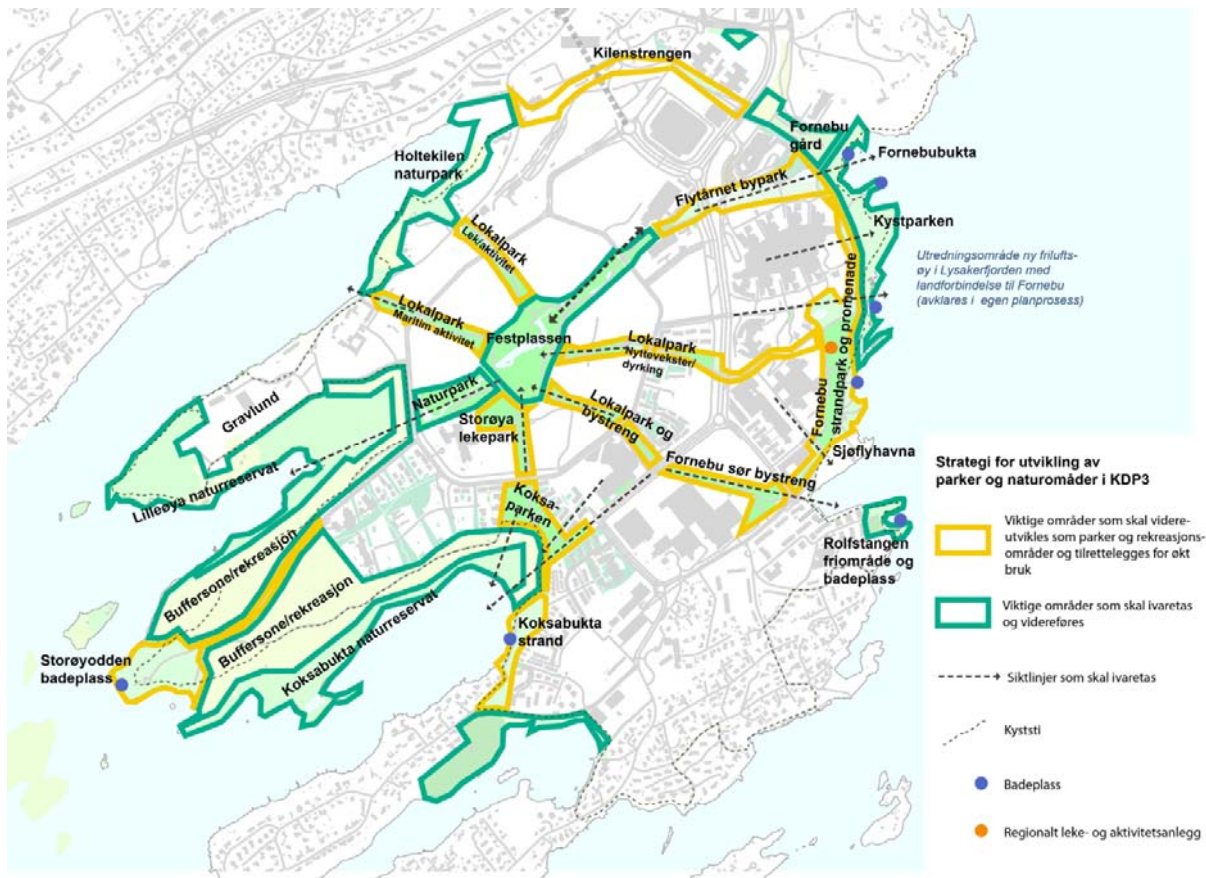 Kilenstrengen
Fornebu
gård
Fornebubukta
Holtekilen
naturpark
Flytårnet bypark
Kystparken
Lokalpark
Lek/aktivitet
Utredningsområde ny frilufts-
øy i Lysakerfjorden med
landforbindelse til Fornebu
(avklares i egen planprosess)
Lokalpark
Maritim aktivitet
Festplassen
Lokalpark
Nyttevekster/
dyrking
Fornebu
strandpark og promenade
Gravlund
Naturpark
Storøya
lekepark
Lokalpark og
bystreng
Fornebu sør bystreng
Sjøflyhavna
Lilleøya naturreservat
Koksa-
parken
Rolfstangen
friområde og
badeplass
Buffersone/rekreasjon
Buffersone/rekreasjon
Koksabukta naturreservat
Koksabukta
strand
Storøyodden
badeplass
Strategi for utvikling av
parker og naturområder i KDP3
Viktige områder som skal videre-
utvikles som parker og rekreasjons-
områder og tilrettelegges for økt
bruk
Viktige områder som skal ivaretas
og videreføres
Siktlinjer som skal ivaretas
Kyststi
Badeplass
Regionalt leke- og aktivitetsanlegg